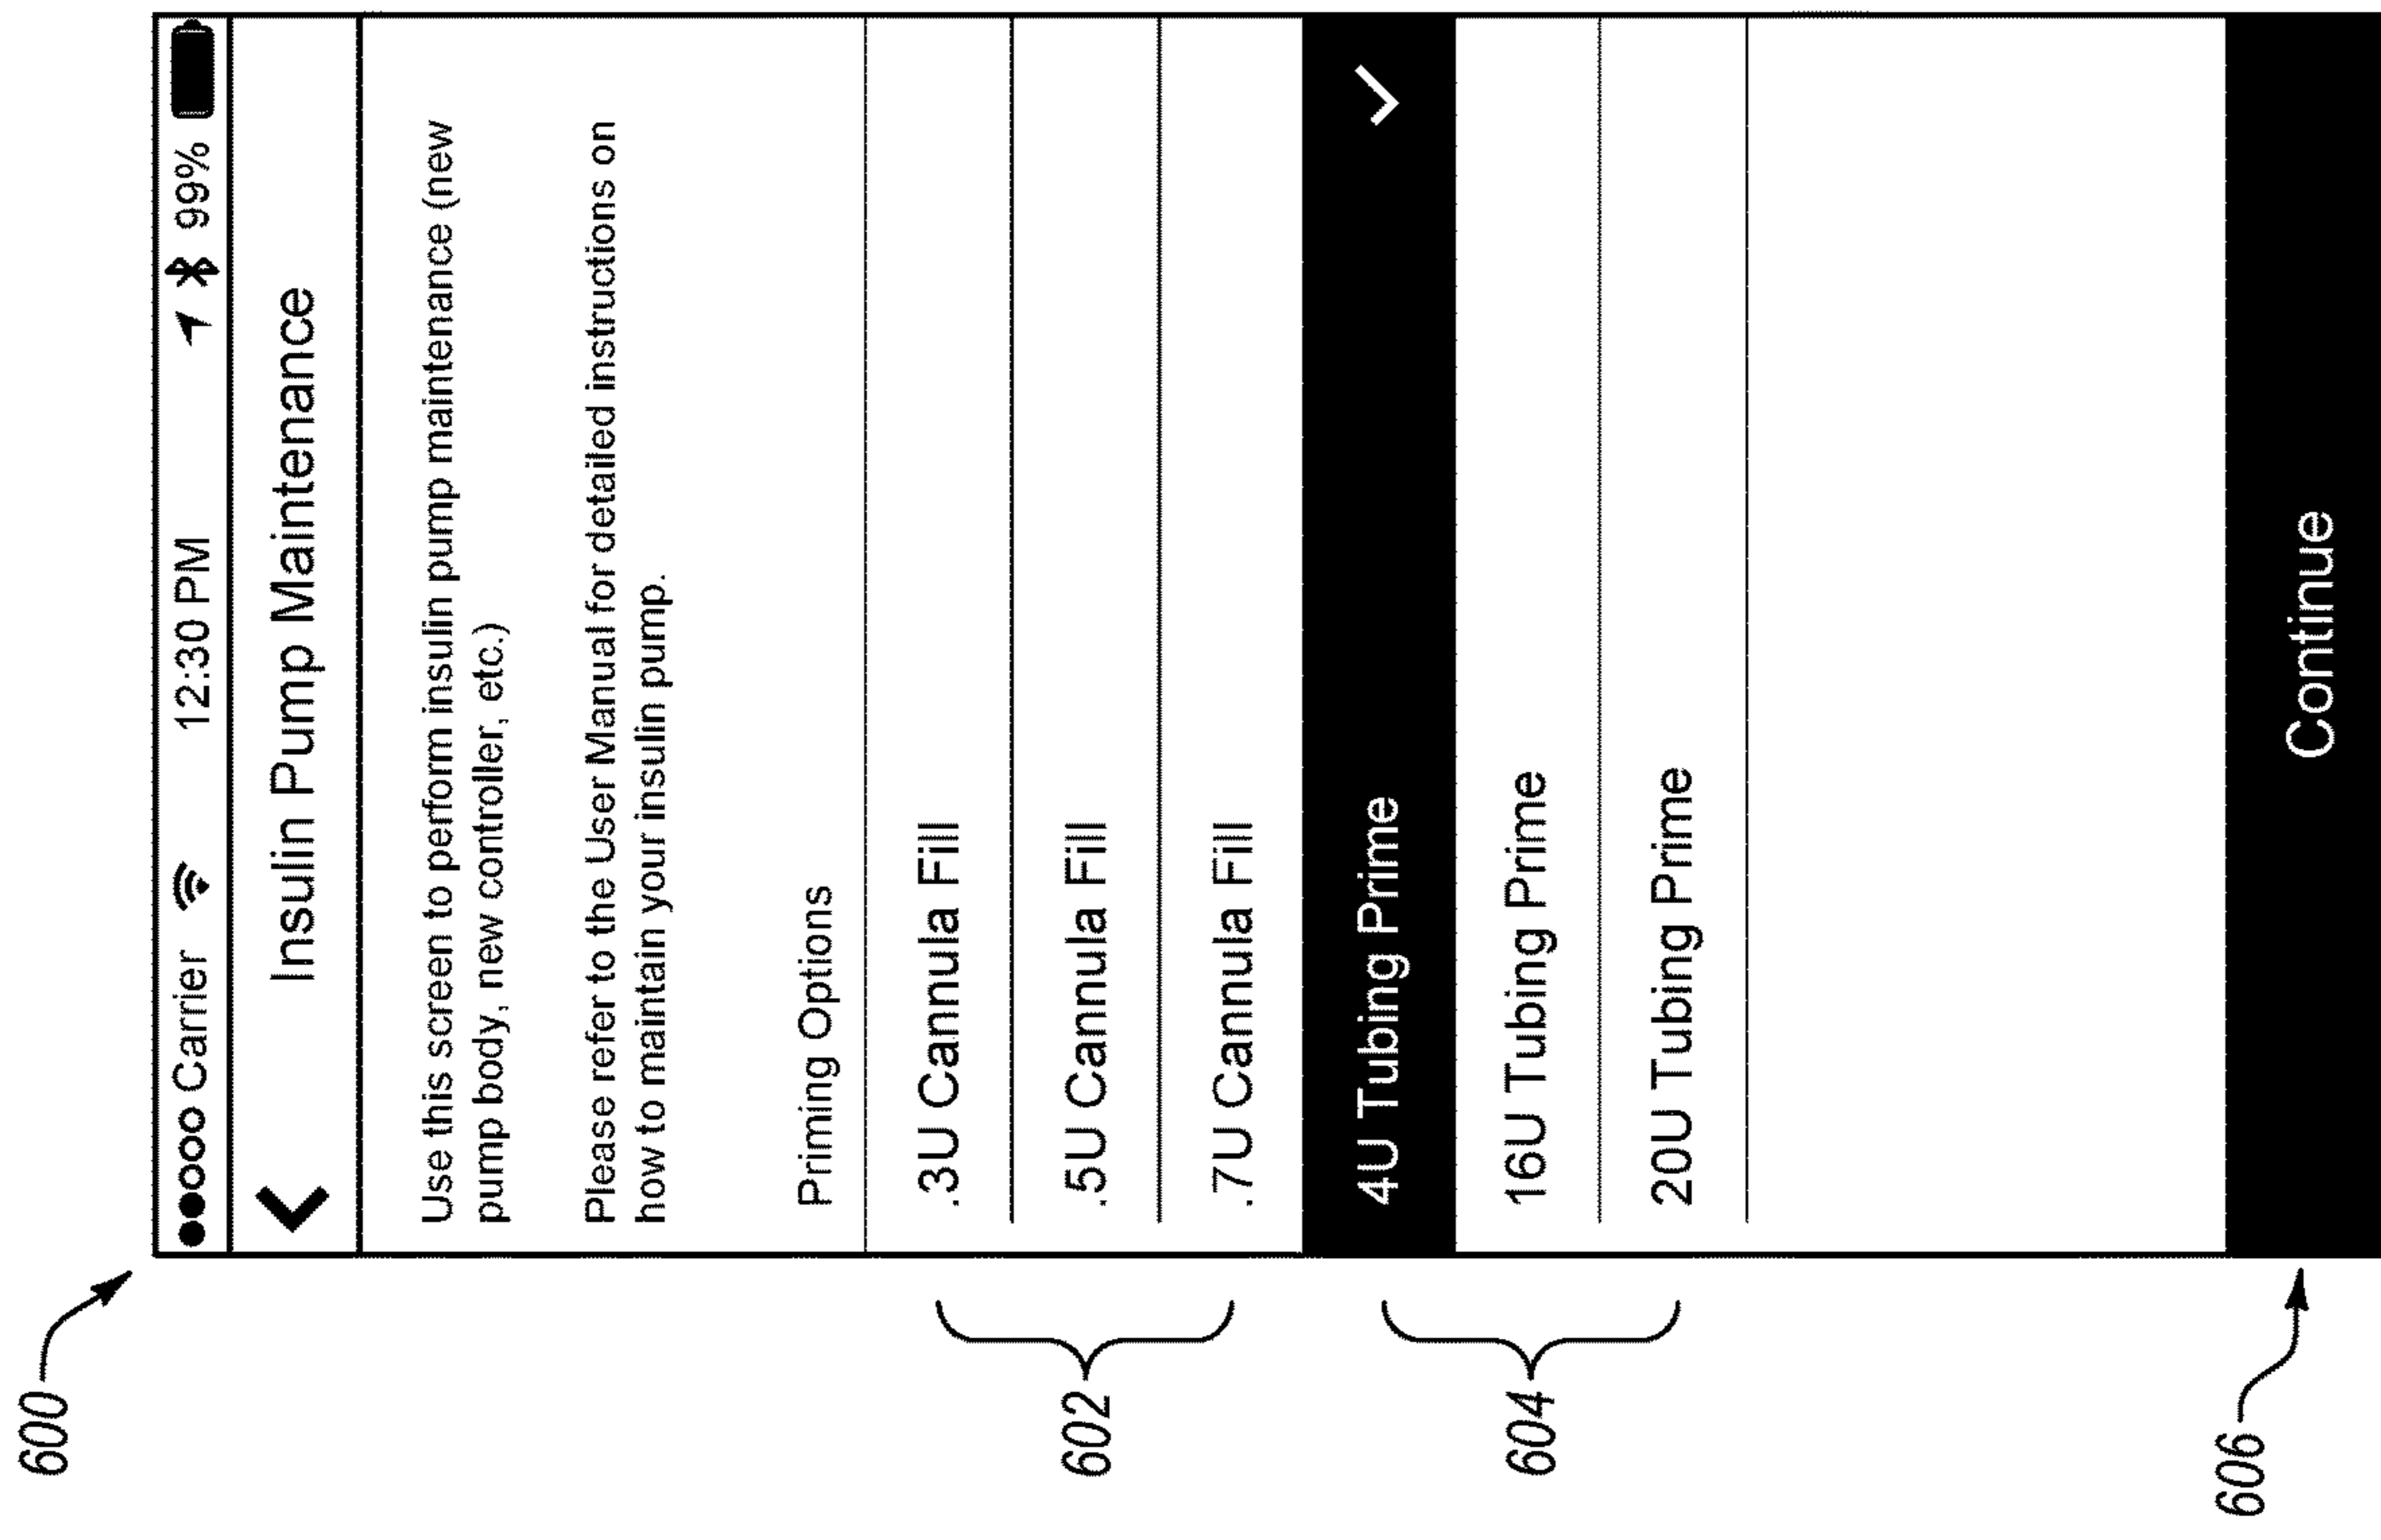 600
Carrier 12:30 PM 99%
Insulin Pump Maintenance
Use this screen to perform insulin pump maintenance (new
pump body, new controller, etc.)
Please refer to the User Manual for detailed instructions on
how to maintain your insulin pump.
Priming Options
.3U Cannula Fill
602
.5U Cannula Fill
.7U Cannula Fill
4U Tubing Prime
604
16U Tubing Prime
20U Tubing Prime
606
Continue